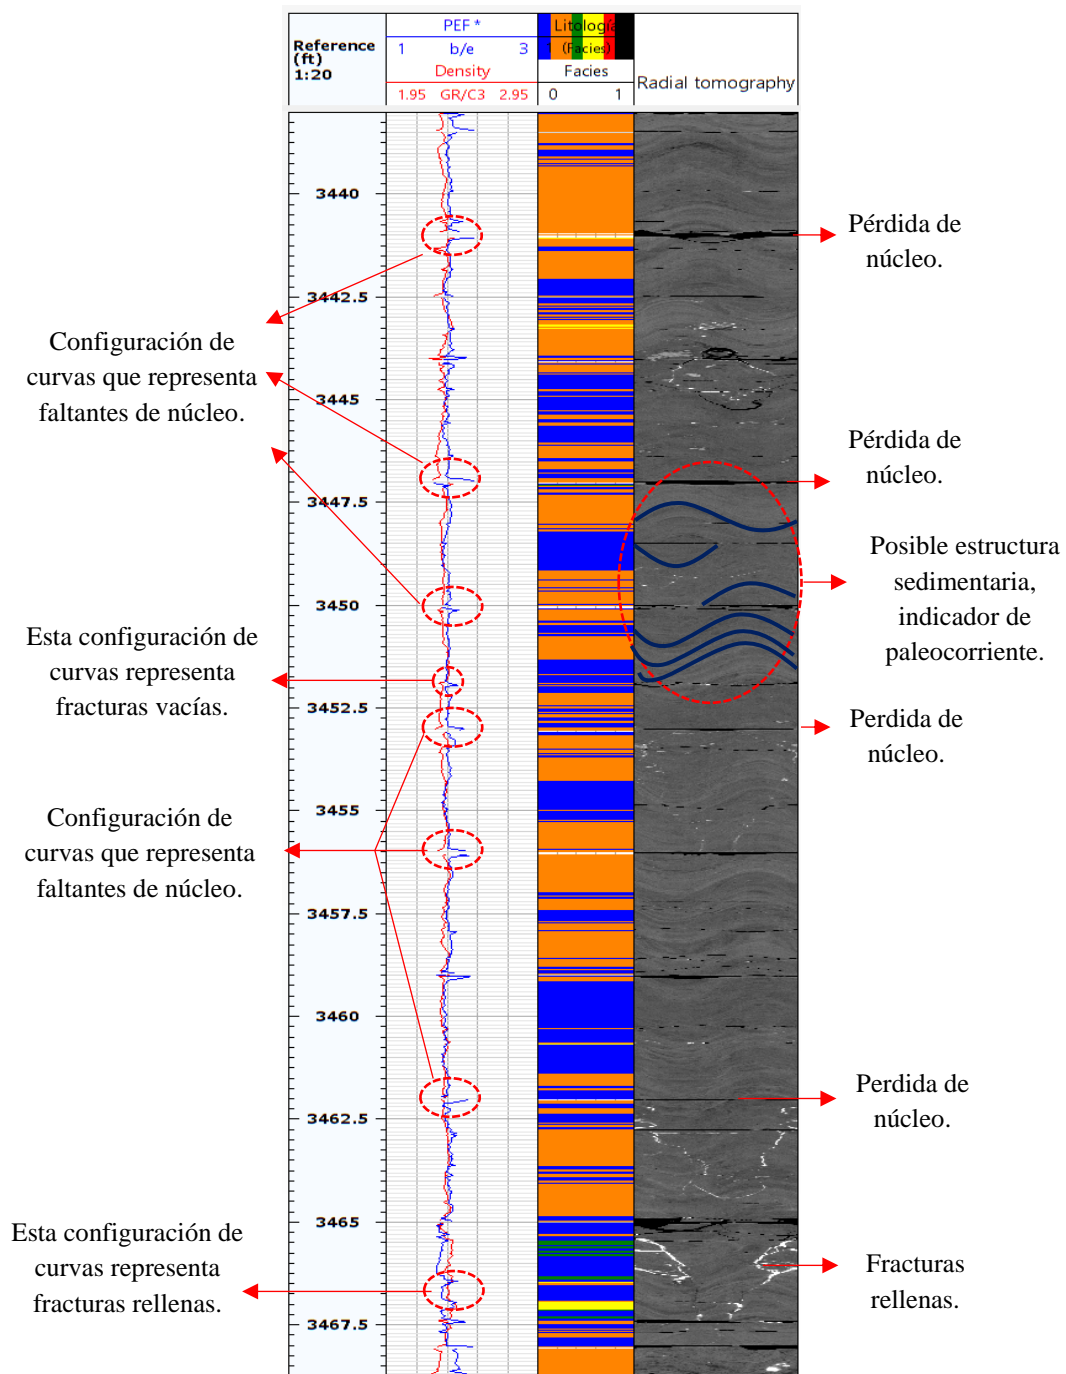 PEF *
1 b/e 3
Density
1.95 GR/C3 2.95
Reference
(ft)
1:20
Litología
(Facies)
Facies
0 1
Radial tomography
3440
3442.5
3445
3447.5
3450
3452.5
3455
3457.5
3460
3462.5
3465
3467.5
Configuración de
curvas que representa
faltantes de núcleo.
Esta configuración de
curvas representa
fracturas vacías.
Configuración de
curvas que representa
faltantes de núcleo.
Esta configuración de
curvas representa
fracturas rellenas.
Pérdida de
núcleo.
Pérdida de
núcleo.
Posible estructura
sedimentaria,
indicador de
paleocorriente.
Perdida de
núcleo.
Perdida de
núcleo.
Fracturas
rellenas.